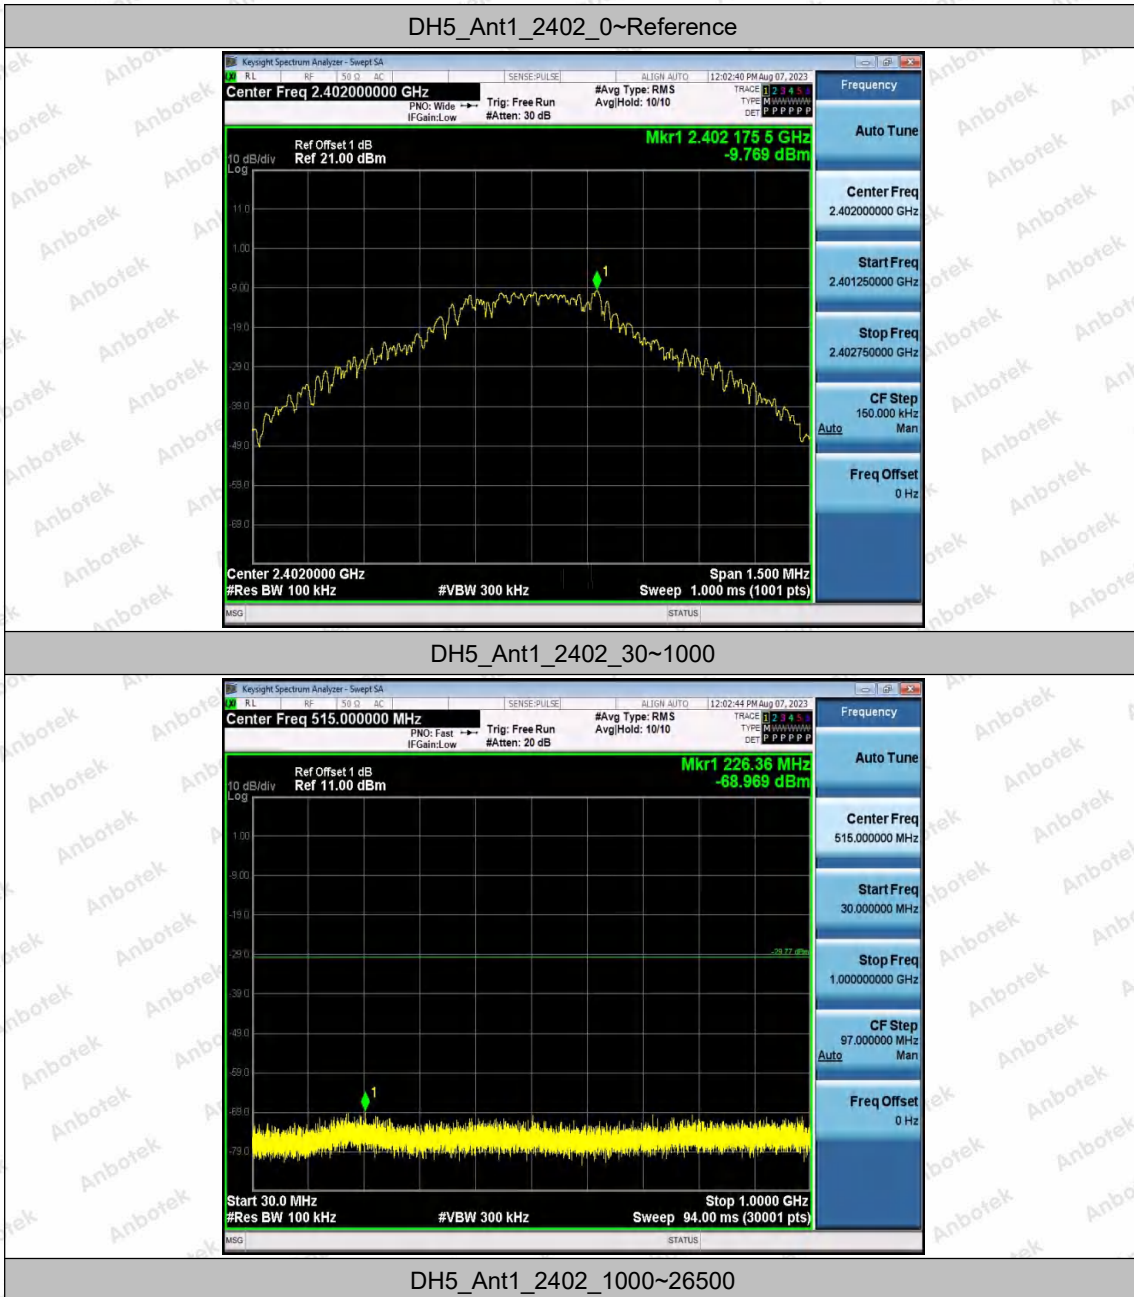 DH5_Ant1_2402_0~Reference
Keysight Spectrum Analyzer - Swept SA
RL RF 50 Ω AC SENSE:PULSE ALIGN AUTO 12:02:40 PM Aug 07, 2023
Center Freq 2.402000000 GHz
PNO: Wide
IFGain:Low
Trig: Free Run
#Atten: 30 dB
#Avg Type: RMS
Avg|Hold: 10/10
TRACE 1 2 3 4 5 6
TYPE M WWWWW
DET P P P P P P
Ref Offset 1 dB
10 dB/div Ref 21.00 dBm
Log
Mkr1 2.402 175 5 GHz
-9.769 dBm
11.0
1.00
-9.00
-19.0
-29.0
-39.0
-49.0
-59.0
-69.0
1
Center 2.4020000 GHz Span 1.500 MHz
#Res BW 100 kHz #VBW 300 kHz Sweep 1.000 ms (1001 pts)
MSG STATUS
Frequency
Auto Tune
Center Freq
2.402000000 GHz
Start Freq
2.401250000 GHz
Stop Freq
2.402750000 GHz
CF Step
150.000 kHz
Auto Man
Freq Offset
0 Hz
DH5_Ant1_2402_30~1000
Keysight Spectrum Analyzer - Swept SA
RL RF 50 Ω AC SENSE:PULSE ALIGN AUTO 12:02:44 PM Aug 07, 2023
Center Freq 515.000000 MHz
PNO: Fast
IFGain:Low
Trig: Free Run
#Atten: 20 dB
#Avg Type: RMS
Avg|Hold: 10/10
TRACE 1 2 3 4 5 6
TYPE M WWWWW
DET P P P P P P
Ref Offset 1 dB
10 dB/div Ref 11.00 dBm
Log
Mkr1 226.36 MHz
-68.969 dBm
1.00
-9.00
-19.0
-29.0
-39.0
-49.0
-59.0
-69.0
-79.0
-29.77 dBm
1
Start 30.0 MHz Stop 1.0000 GHz
#Res BW 100 kHz #VBW 300 kHz Sweep 94.00 ms (30001 pts)
MSG STATUS
Frequency
Auto Tune
Center Freq
515.000000 MHz
Start Freq
30.000000 MHz
Stop Freq
1.000000000 GHz
CF Step
97.000000 MHz
Auto Man
Freq Offset
0 Hz
DH5_Ant1_2402_1000~26500